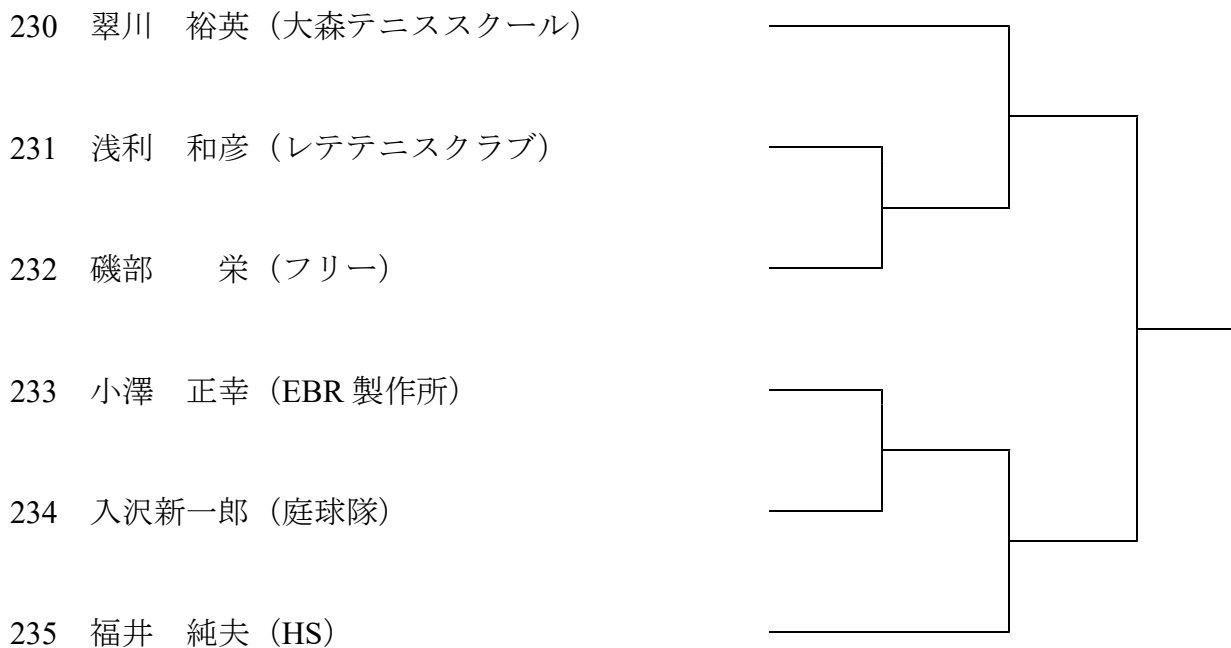 230 翠川　裕英（大森テニススクール）
231 浅利　和彦（レテテニスクラブ）
232 磯部　　栄（フリー）
233 小澤　正幸（EBR 製作所）
234 入沢新一郎（庭球隊）
235 福井　純夫（HS）